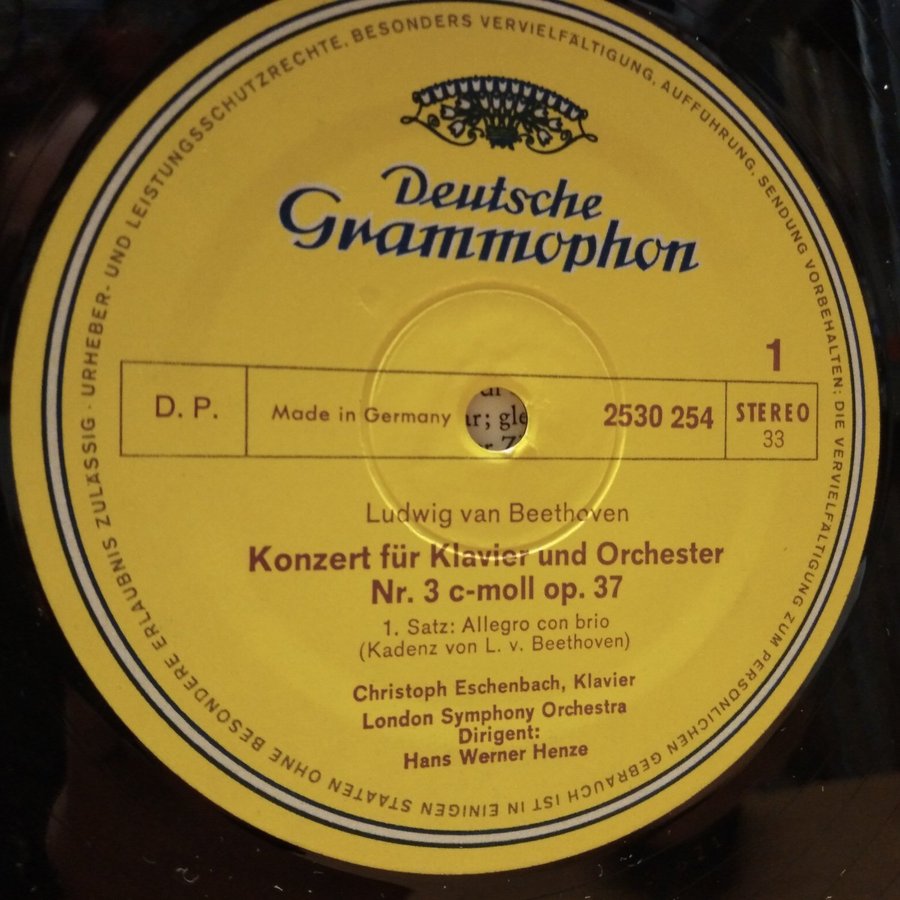 URHEBER- UND LEISTUNGSSCHUTZRECHTE, BESONDERS VERVIELFÄLTIGUNG, AUFFÜHRUNG, SENDUNG VORBEHALTEN; DIE VERVIELFÄLTIGUNG ZUM PERSÖNLICHEN GEBRAUCH IST IN EINIGEN STAATEN OHNE BESONDERE ERLAUBNIS ZULÄSSIG ·
Deutsche
Grammophon
1
D. P.
Made in Germany
2530 254
STEREO
33
Ludwig van Beethoven
Konzert für Klavier und Orchester
Nr. 3 c-moll op. 37
1. Satz: Allegro con brio
(Kadenz von L. v. Beethoven)
Christoph Eschenbach, Klavier
London Symphony Orchestra
Dirigent:
Hans Werner Henze